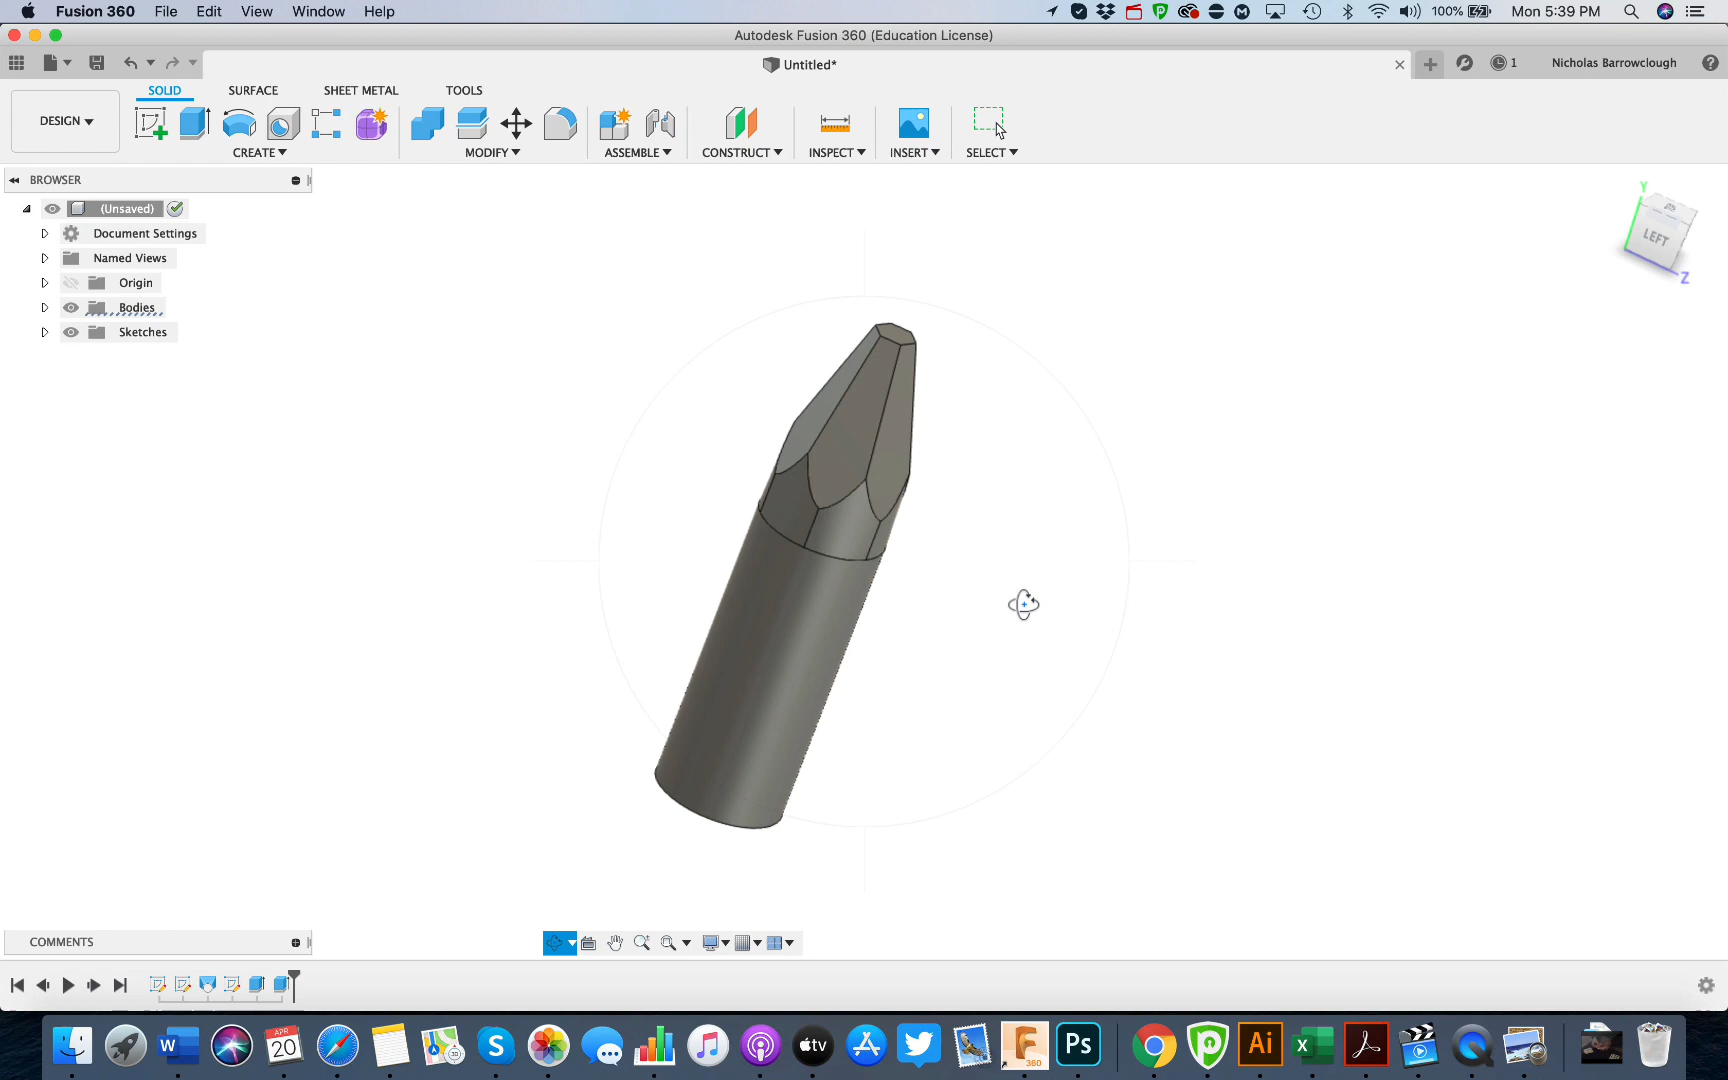 Fusion 360 File Edit View Window Help 100% Mon 5:39 PM
Autodesk Fusion 360 (Education License)
Untitled* 1 Nicholas Barrowclough
SOLID SURFACE SHEET METAL TOOLS
DESIGN
CREATE MODIFY ASSEMBLE CONSTRUCT INSPECT INSERT SELECT
BROWSER
(Unsaved)
Document Settings
Named Views
Origin
Bodies
Sketches
Y
LEFT
Z
COMMENTS
APR
20
W
S
tv
F
360
Ps
Ai
X